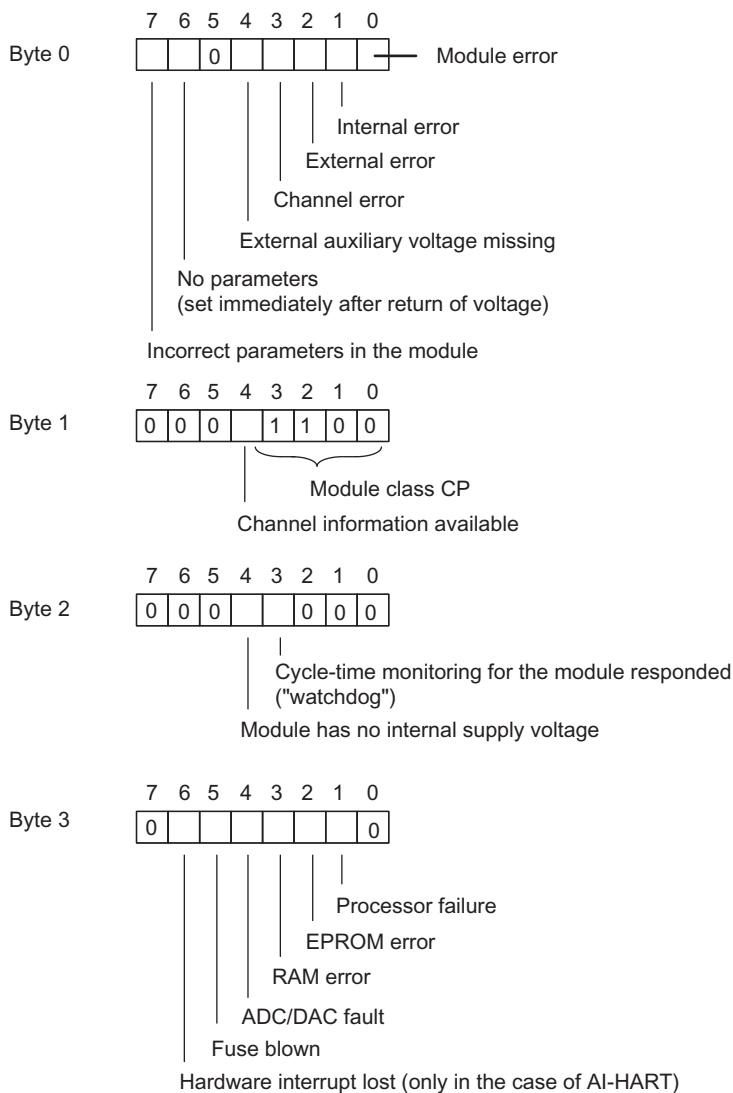 7 6 5 4 3 2 1 0
Byte 0
0
Module error
Internal error
External error
Channel error
External auxiliary voltage missing
No parameters
(set immediately after return of voltage)
Incorrect parameters in the module
7 6 5 4 3 2 1 0
Byte 1
0 0 0 1 1 0 0
Module class CP
Channel information available
7 6 5 4 3 2 1 0
Byte 2
0 0 0 0 0 0
Cycle-time monitoring for the module responded
("watchdog")
Module has no internal supply voltage
7 6 5 4 3 2 1 0
Byte 3
0 0
Processor failure
EPROM error
RAM error
ADC/DAC fault
Fuse blown
Hardware interrupt lost (only in the case of AI-HART)